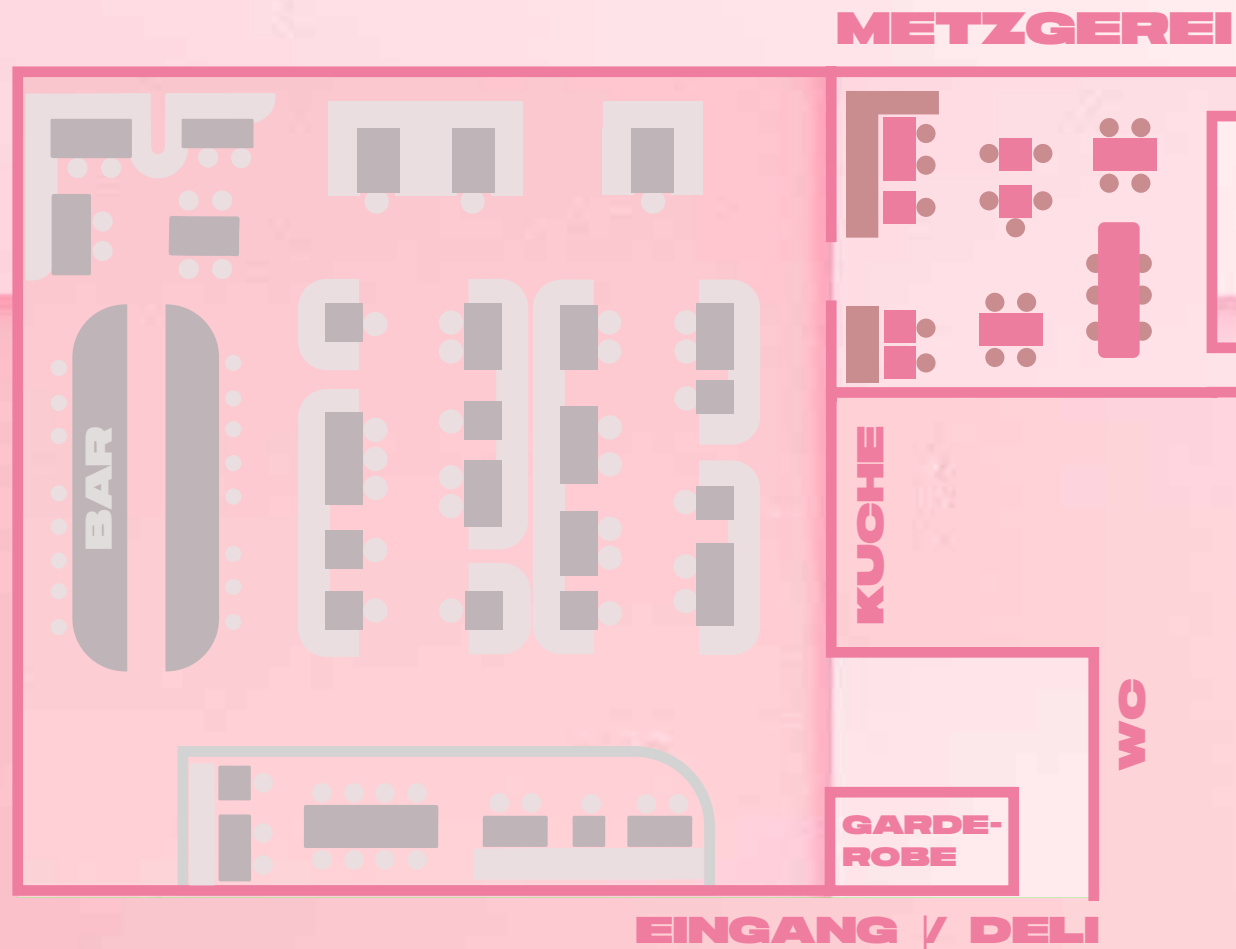 METZGEREI
BAR
KUCHE
WC
GARDE-
ROBE
EINGANG / DELI